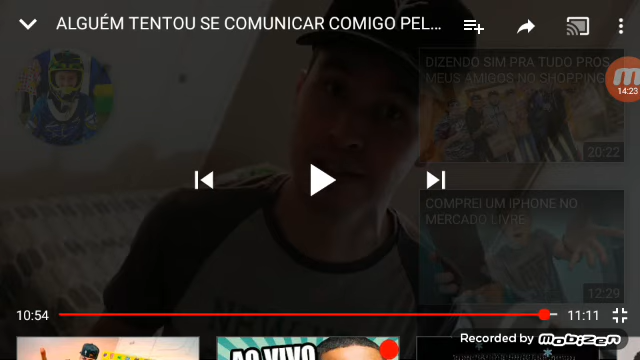 ALGUÉM TENTOU SE COMUNICAR COMIGO PEL...
DIZENDO SIM PRA TUDO PROS
MEUS AMIGOS NO SHOPPING
14:23
20:22
COMPREI UM IPHONE NO
MERCADO LIVRE
12:29
10:54
11:11
Recorded by Mobizen
AO VIVO